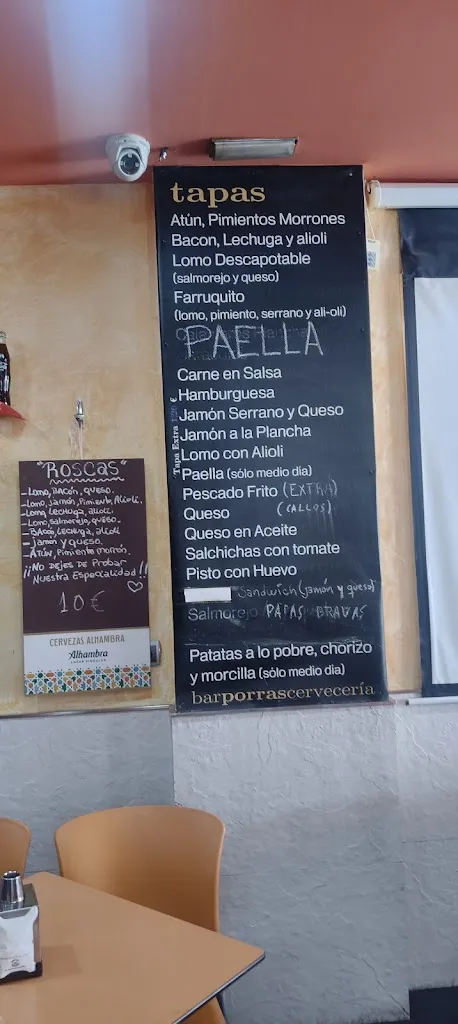 tapas
Atún, Pimientos Morrones
Bacon, Lechuga y alioli
Lomo Descapotable
(salmorejo y queso)
Farruquito
(lomo, pimiento, serrano y ali-oli)
PAELLA
Carne en Salsa
Hamburguesa
Jamón Serrano y Queso
Jamón a la Plancha
Lomo con Alioli
Paella (sólo medio dia)
Pescado Frito (EXTRA)
Queso (CALLOS)
Queso en Aceite
Salchichas con tomate
Pisto con Huevo
Sandwich (jamón y queso)
Salmorejo PAPAS BRAVAS
Patatas a lo pobre, chorizo
y morcilla (sólo medio dia)
barporrascervecería
Tapa Extra €
"Roscas"
-Lomo, Bacón, queso.
-Lomo, jamón, Pimiento, Alioli.
-Lomo, Lechuga, alioli.
-Lomo, salmorejo, queso.
-Bacon, Lechuga, alioli
-Jamon y queso.
-Atún, Pimiento morrón.
¡¡No dejes de Probar
Nuestra Especialidad!!
10€
CERVEZAS ALHAMBRA
Alhambra